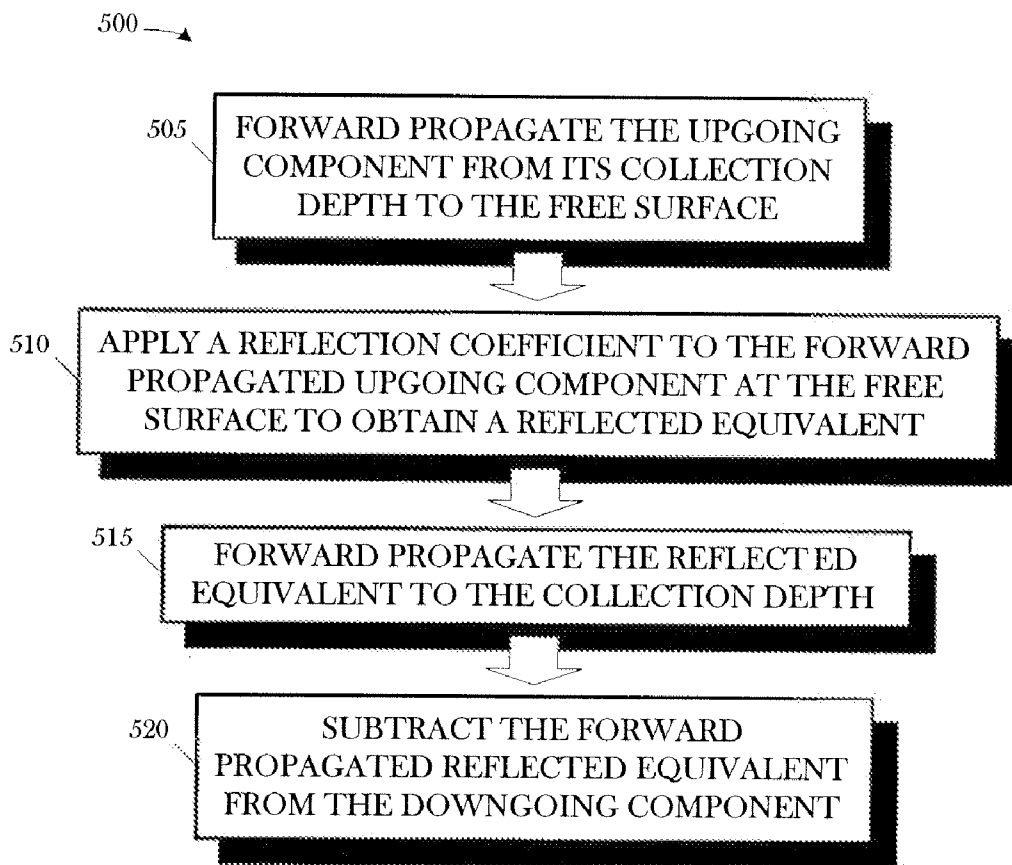 500
505
FORWARD PROPAGATE THE UPGOING
COMPONENT FROM ITS COLLECTION
DEPTH TO THE FREE SURFACE
510
APPLY A REFLECTION COEFFICIENT TO THE FORWARD
PROPAGATED UPGOING COMPONENT AT THE FREE
SURFACE TO OBTAIN A REFLECTED EQUIVALENT
515
FORWARD PROPAGATE THE REFLECTED
EQUIVALENT TO THE COLLECTION DEPTH
520
SUBTRACT THE FORWARD
PROPAGATED REFLECTED EQUIVALENT
FROM THE DOWNGOING COMPONENT